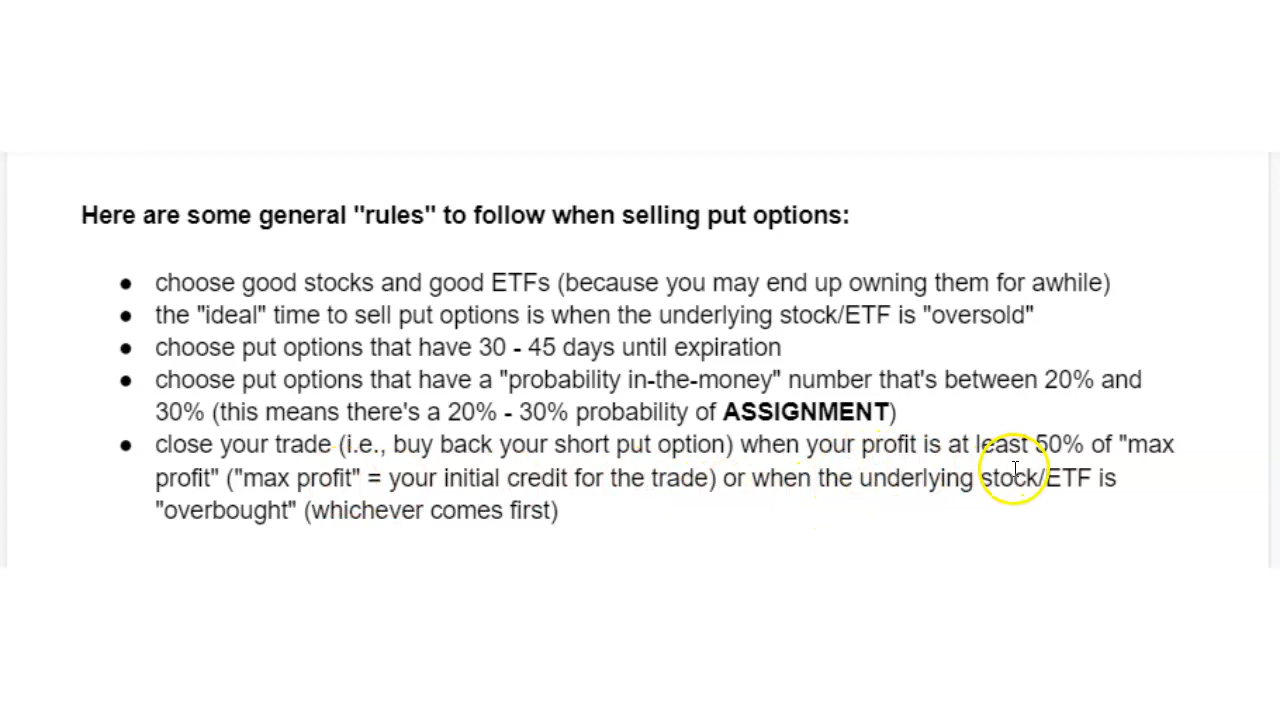 Here are some general "rules" to follow when selling put options:
● choose good stocks and good ETFs (because you may end up owning them for awhile)
● the "ideal" time to sell put options is when the underlying stock/ETF is "oversold"
● choose put options that have 30 - 45 days until expiration
● choose put options that have a "probability in-the-money" number that's between 20% and
30% (this means there's a 20% - 30% probability of ASSIGNMENT)
● close your trade (i.e., buy back your short put option) when your profit is at least 50% of "max
profit" ("max profit" = your initial credit for the trade) or when the underlying stock/ETF is
"overbought" (whichever comes first)